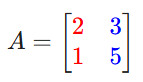 A = [2 3
1 5]